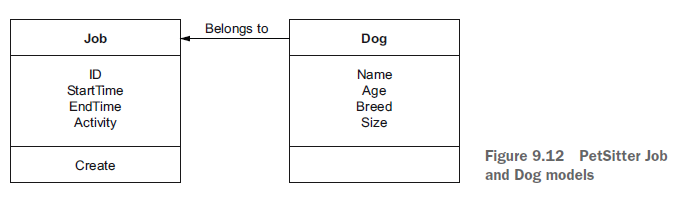 Belongs to
Job
Dog
ID
StartTime
EndTime
Activity
Name
Age
Breed
Size
Create
Figure 9.12 PetSitter Job
and Dog models